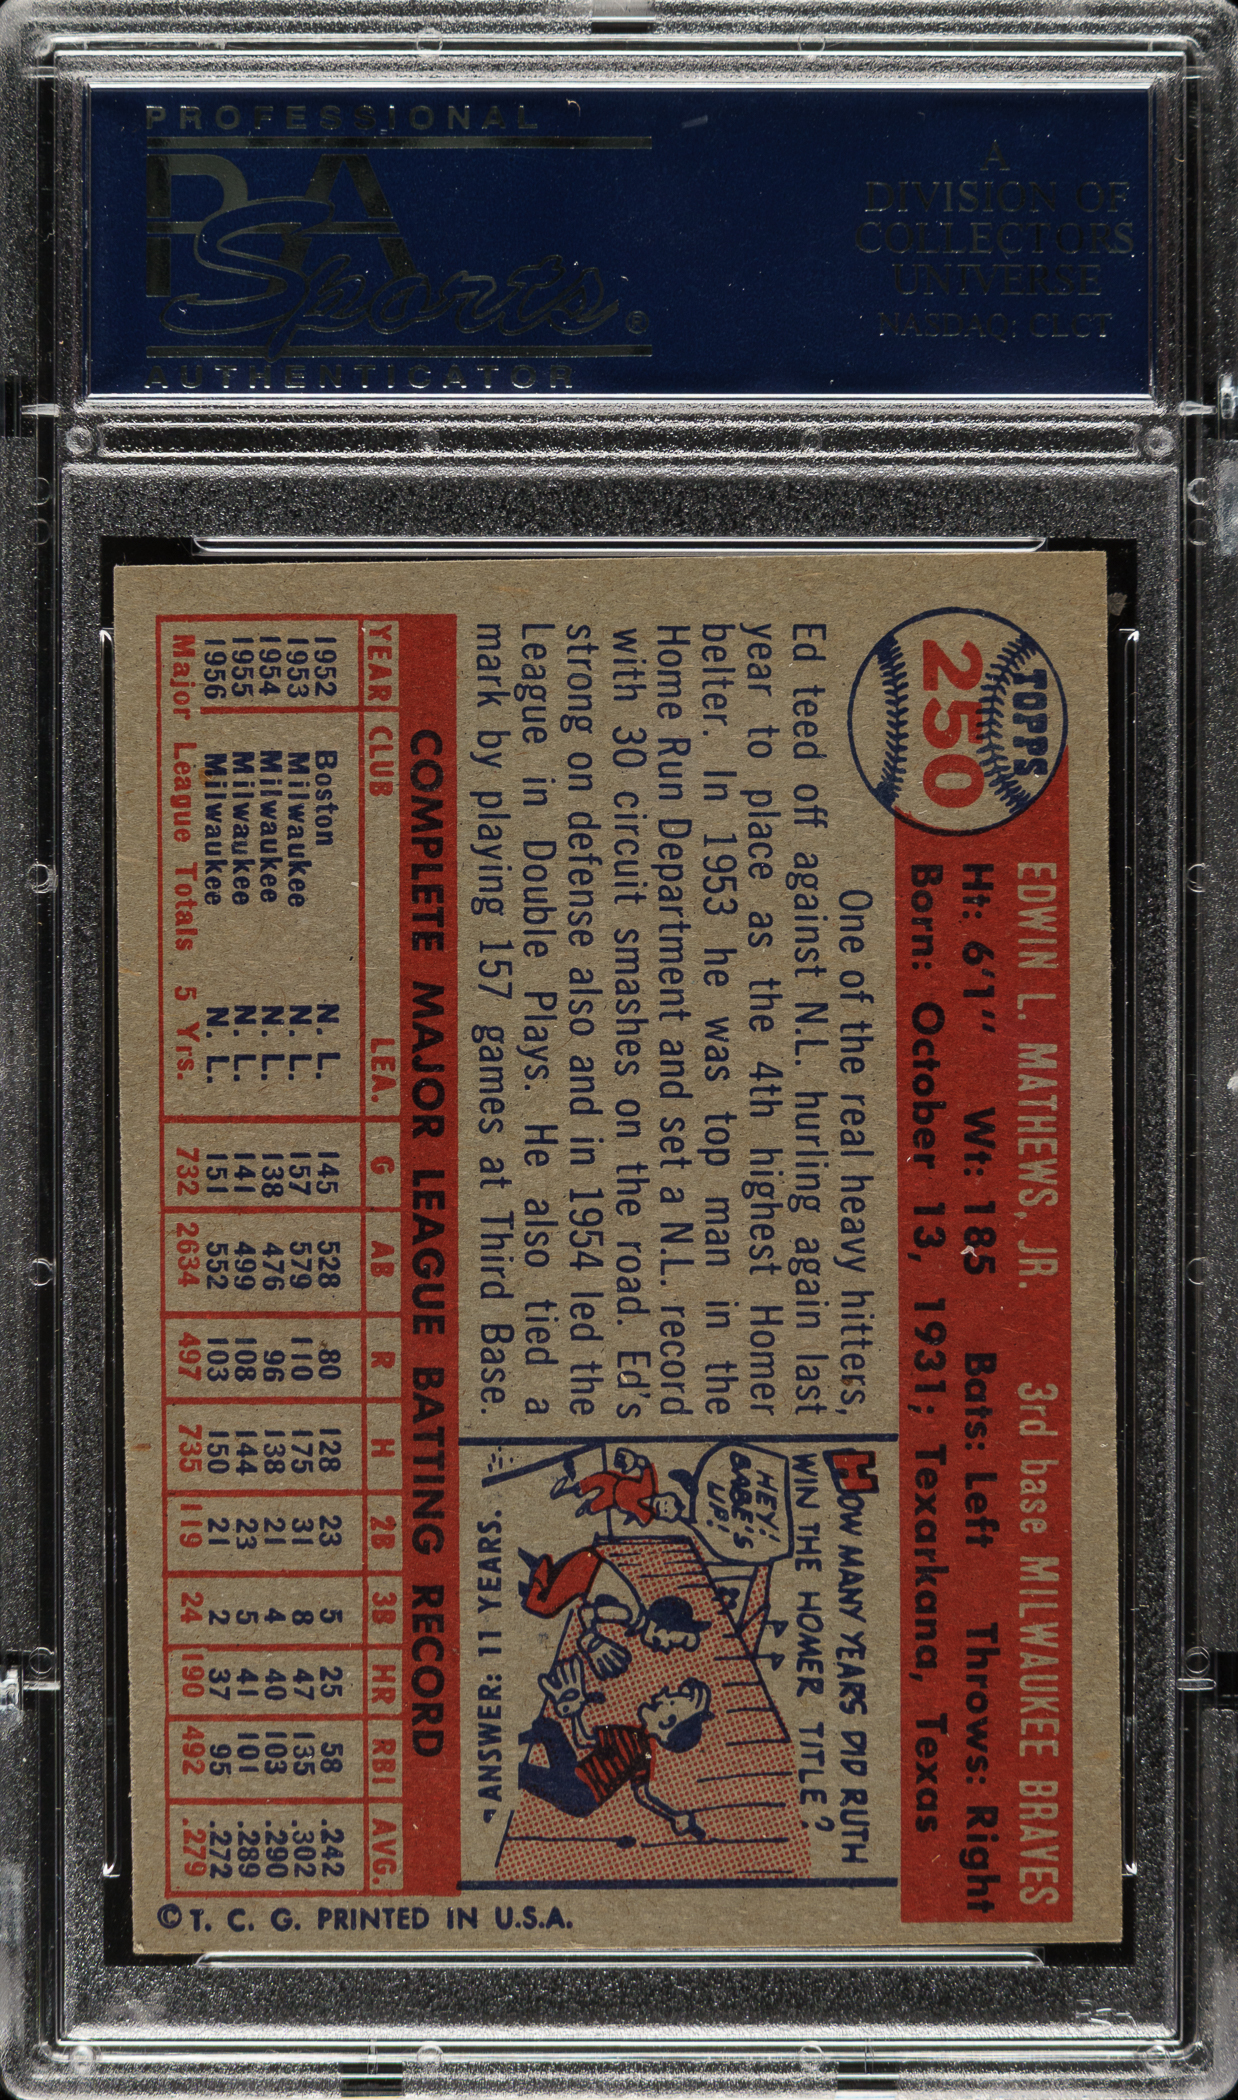 PROFESSIONAL
PSA
Sports®
AUTHENTICATOR
A
DIVISION OF
COLLECTORS
UNIVERSE
NASDAQ: CLCT
TOPPS
250
EDWIN L. MATHEWS, JR. 3rd base MILWAUKEE BRAVES
Ht: 6'1" Wt: 185 Bats: Left Throws: Right
Born: October 13, 1931; Texarkana, Texas
One of the real heavy hitters,
Ed teed off against N.L. hurling again last
year to place as the 4th highest Homer
belter. In 1953 he was top man in the
Home Run Department and set a N.L. record
with 30 circuit smashes on the road. Ed's
strong on defense also and in 1954 led the
League in Double Plays. He also tied a
mark by playing 157 games at Third Base.
HOW MANY YEARS DID RUTH
WIN THE HOMER TITLE?
HEY!
BABE'S
UP!
ANSWER: 11 YEARS.
COMPLETE MAJOR LEAGUE BATTING RECORD
YEAR CLUB LEA. G AB R H 2B 3B HR RBI AVG.
1952 Boston N. L. 145 528 80 128 23 5 25 58 .242
1953 Milwaukee N. L. 157 579 110 175 31 8 47 135 .302
1954 Milwaukee N. L. 138 476 96 138 21 4 40 103 .290
1955 Milwaukee N. L. 141 499 108 144 23 5 41 101 .289
1956 Milwaukee N. L. 151 552 103 150 21 2 37 95 .272
Major League Totals 5 Yrs. 732 2634 497 735 119 24 190 492 .279
©T. C. G. PRINTED IN U.S.A.